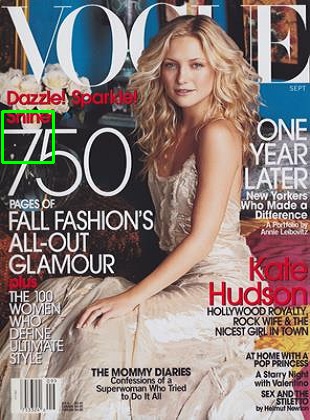 VOGUE
SEPT
Dazzle! Sparkle!
Shine
750
PAGES OF
FALL FASHION'S
ALL-OUT
GLAMOUR
plus
THE 100
WOMEN
WHO
DEFINE
ULTIMATE
STYLE
ONE
YEAR
LATER
New Yorkers
Who Made a
Difference
A Portfolio by
Annie Leibovitz
Kate
Hudson
HOLLYWOOD ROYALTY,
ROCK WIFE & THE
NICEST GIRL IN TOWN
AT HOME WITH A
POP PRINCESS
A Starry Night
with Valentino
SEX AND THE
STILETTO
by Helmut Newton
THE MOMMY DIARIES
Confessions of a
Superwoman Who Tried
to Do It All